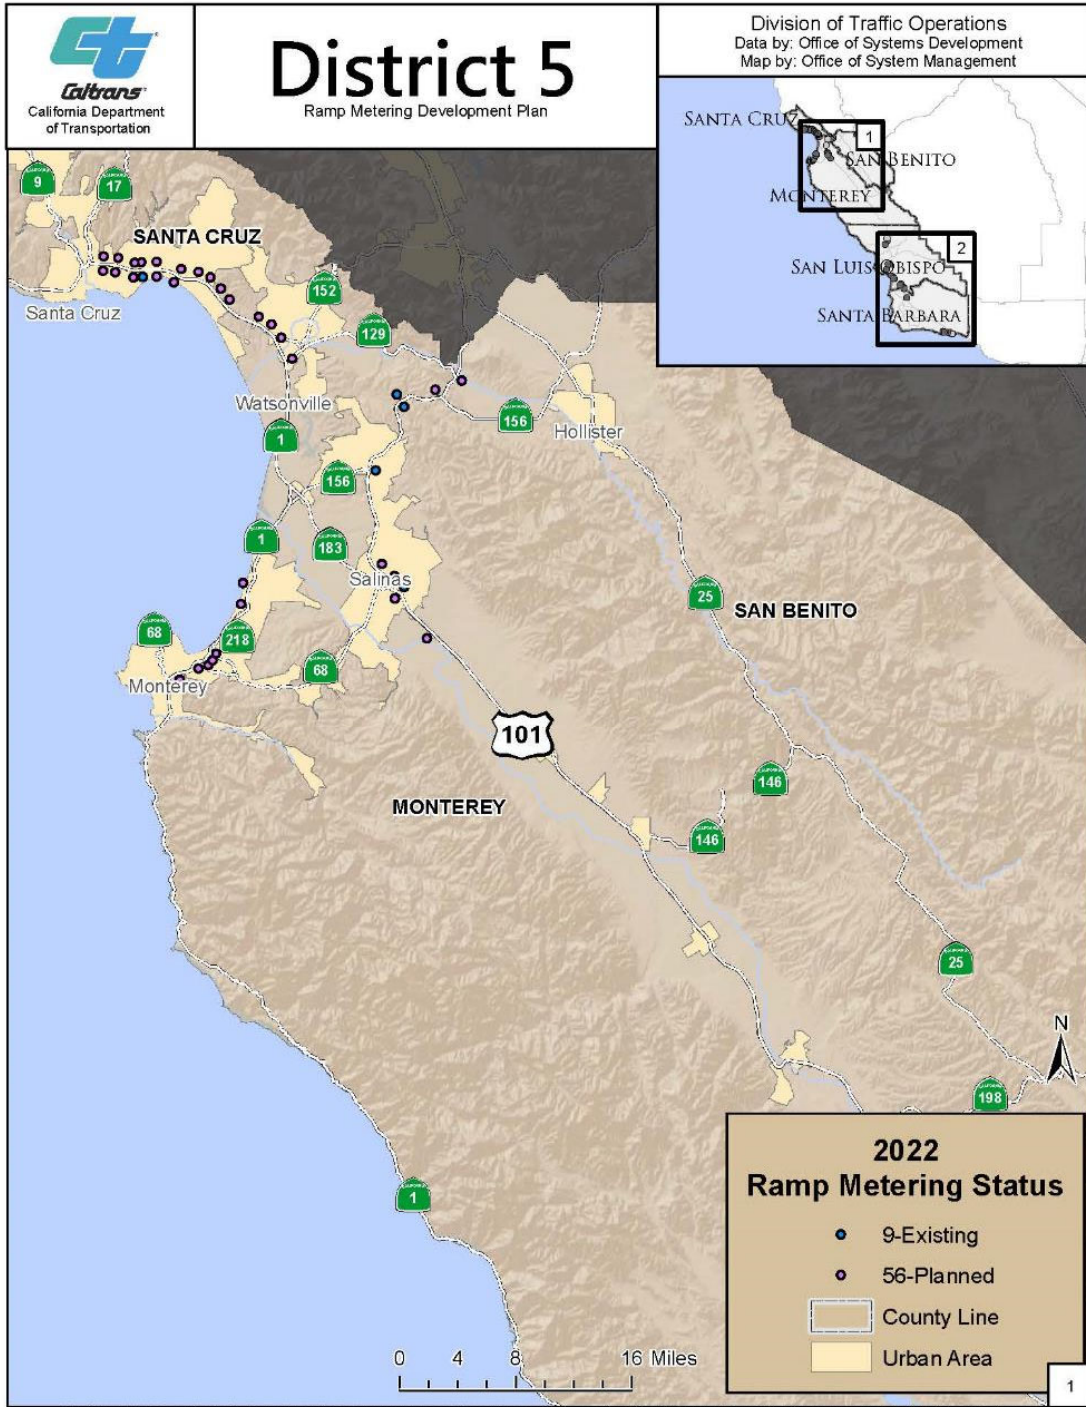 Caltrans
California Department
of Transportation
District 5
Ramp Metering Development Plan
Division of Traffic Operations
Data by: Office of Systems Development
Map by: Office of System Management
SANTA CRUZ
1
SAN BENITO
MONTEREY
2
SAN LUIS OBISPO
SANTA BARBARA
9
17
SANTA CRUZ
152
Santa Cruz
129
Watsonville
156
Hollister
1
156
1
183
Salinas
25
SAN BENITO
68
218
68
Monterey
101
146
MONTEREY
146
25
N
198
1
2022
Ramp Metering Status
9-Existing
56-Planned
County Line
Urban Area
0 4 8 16 Miles
1